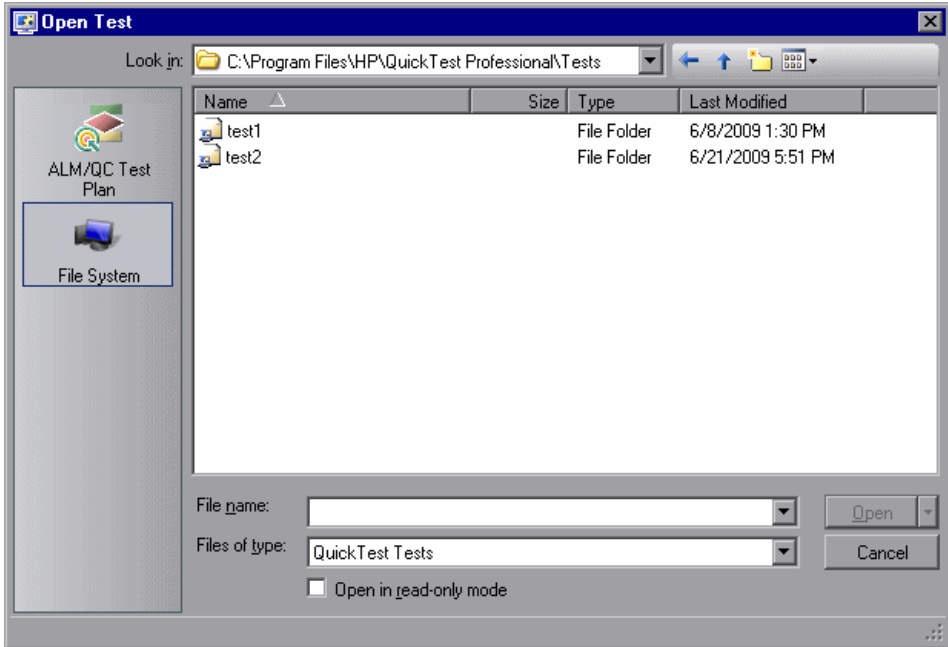 Open Test
Look in: C:\Program Files\HP\QuickTest Professional\Tests
ALM/QC Test
Plan
File System
Name Size Type Last Modified
test1 File Folder 6/8/2009 1:30 PM
test2 File Folder 6/21/2009 5:51 PM
File name:
Open
Files of type: QuickTest Tests
Cancel
Open in read-only mode